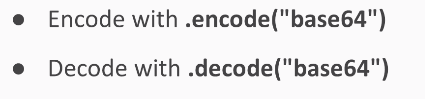 ● Encode with .encode("base64")
● Decode with .decode("base64")